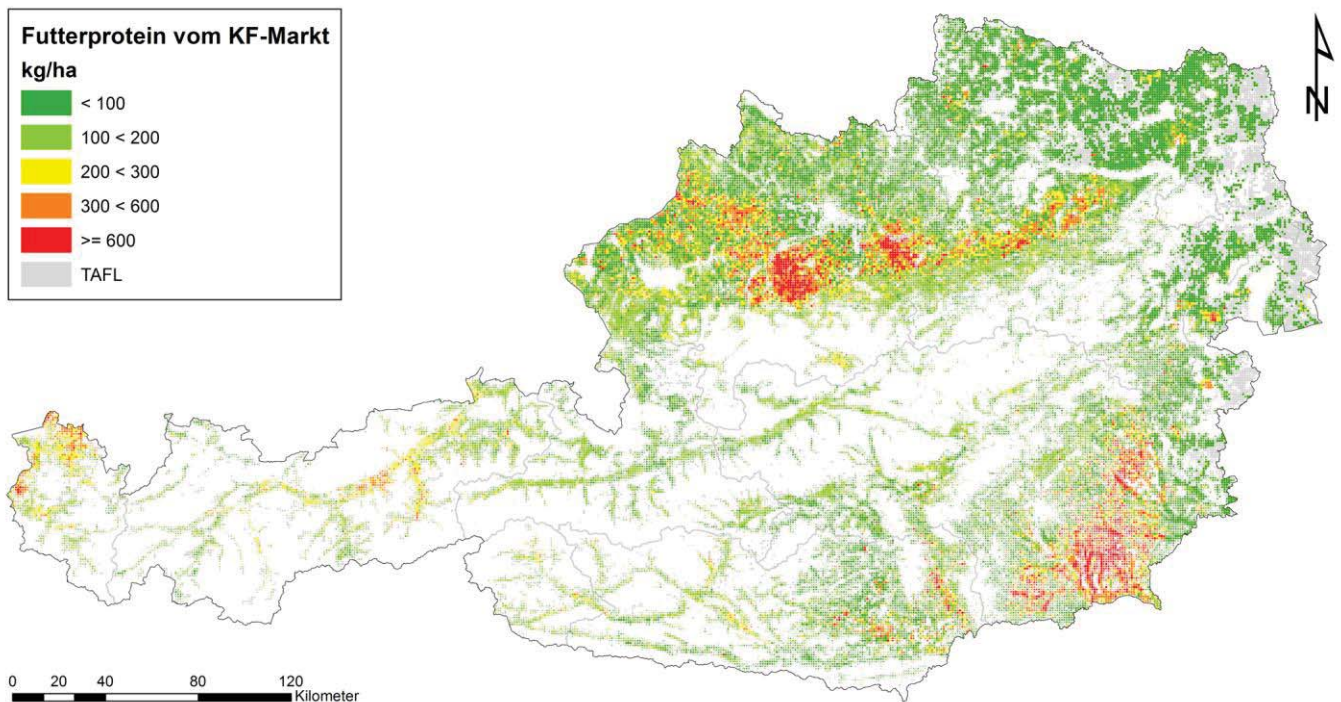 Futterprotein vom KF-Markt
kg/ha
< 100
100 < 200
200 < 300
300 < 600
>= 600
TAFL
N
0 20 40 80 120
Kilometer